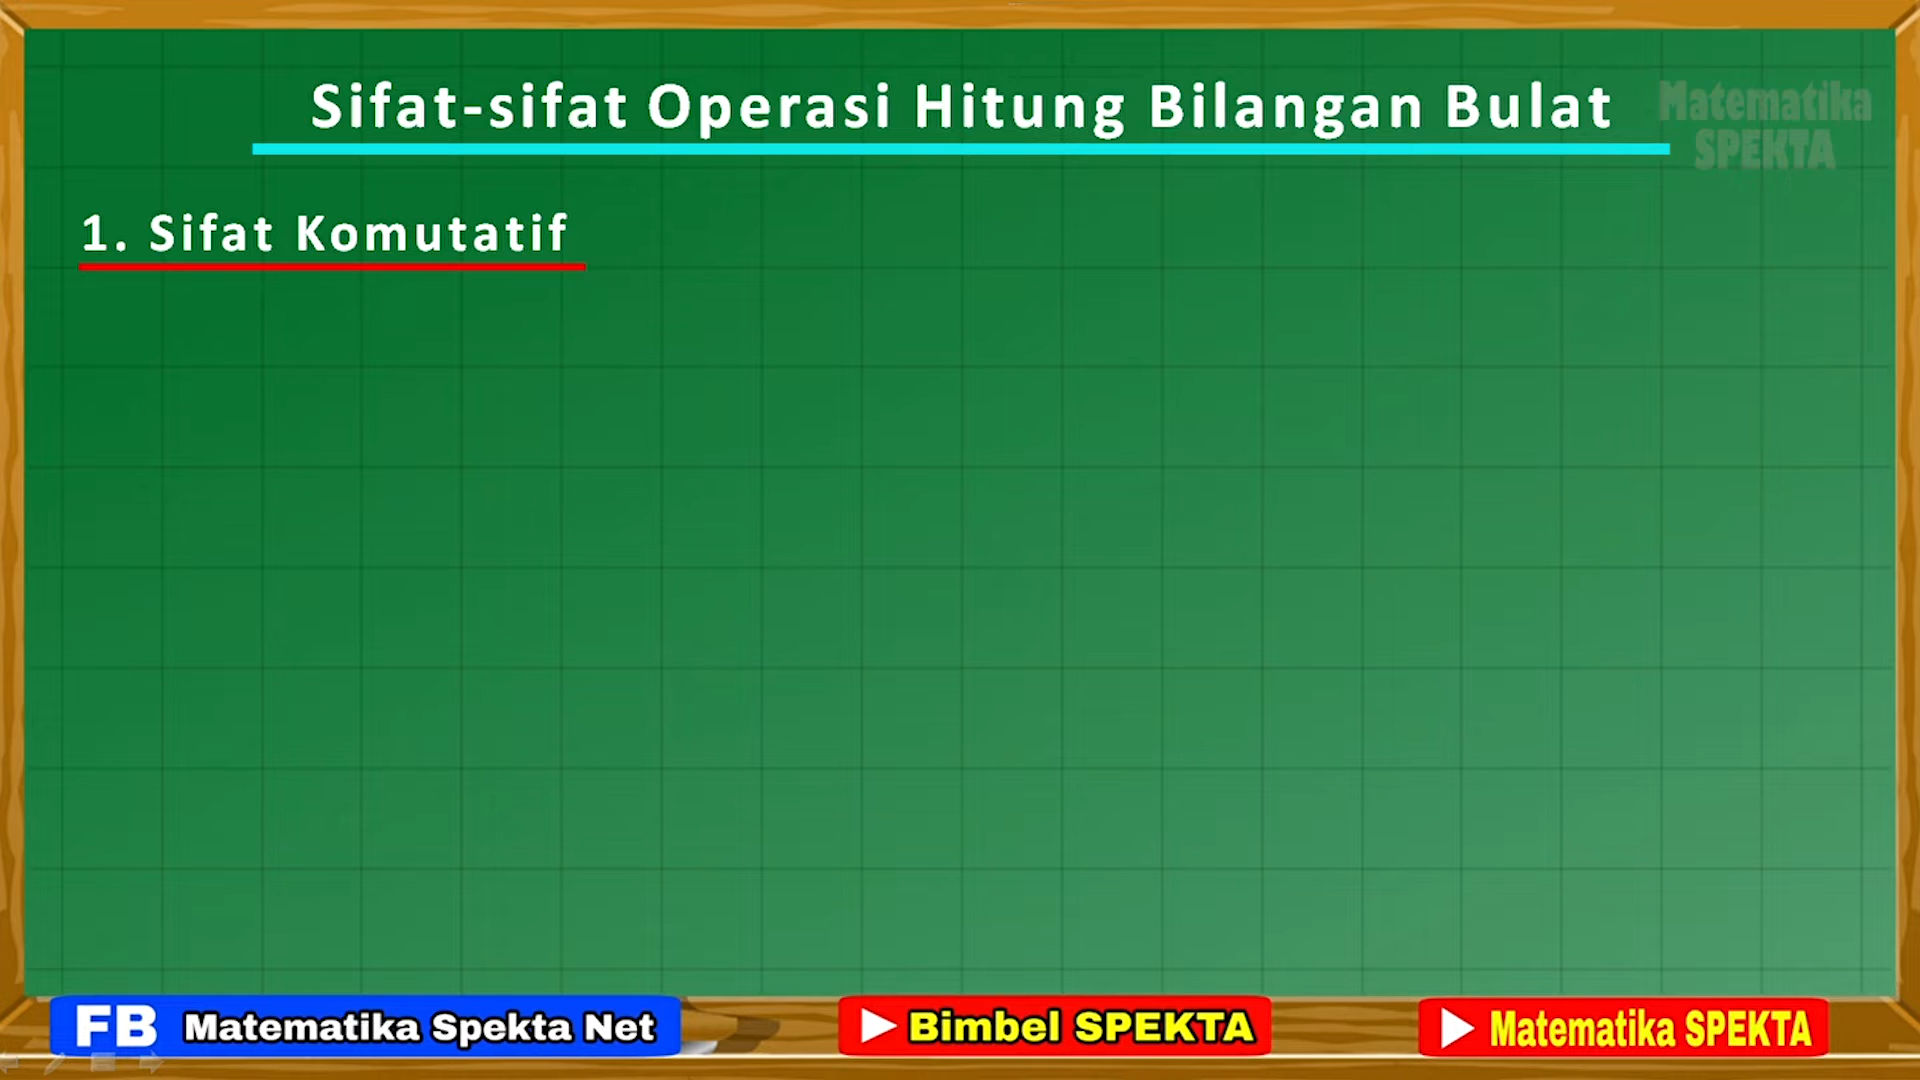 Sifat-sifat Operasi Hitung Bilangan Bulat
Matematika
SPEKTA
1. Sifat Komutatif
FB Matematika Spekta Net
Bimbel SPEKTA
Matematika SPEKTA